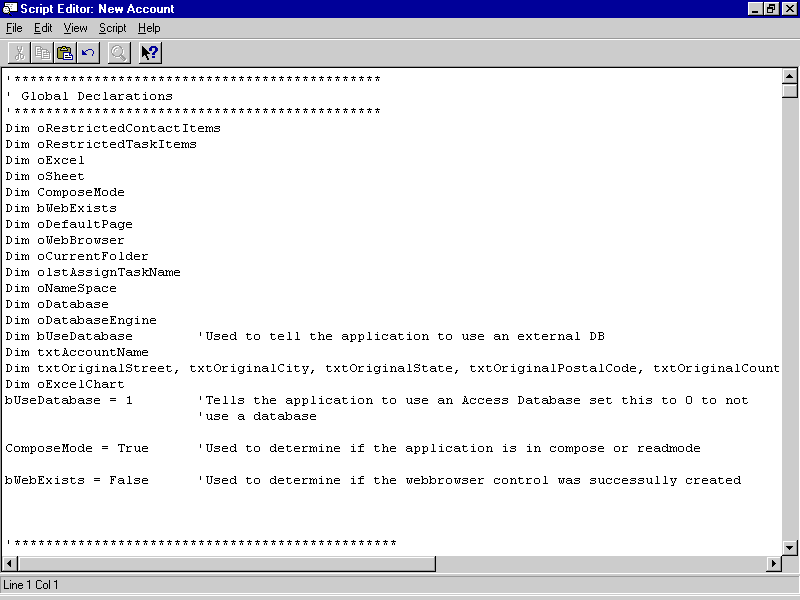 Script Editor: New Account
File Edit View Script Help
'**********************************************
' Global Declarations
'**********************************************
Dim oRestrictedContactItems
Dim oRestrictedTaskItems
Dim oExcel
Dim oSheet
Dim ComposeMode
Dim bWebExists
Dim oDefaultPage
Dim oWebBrowser
Dim oCurrentFolder
Dim olstAssignTaskName
Dim oNameSpace
Dim oDatabase
Dim oDatabaseEngine
Dim bUseDatabase 'Used to tell the application to use an external DB
Dim txtAccountName
Dim txtOriginalStreet, txtOriginalCity, txtOriginalState, txtOriginalPostalCode, txtOriginalCount
Dim oExcelChart
bUseDatabase = 1 'Tells the application to use an Access Database set this to 0 to not
'use a database
ComposeMode = True 'Used to determine if the application is in compose or readmode
bWebExists = False 'Used to determine if the webbrowser control was successully created
'************************************************
Line 1 Col 1